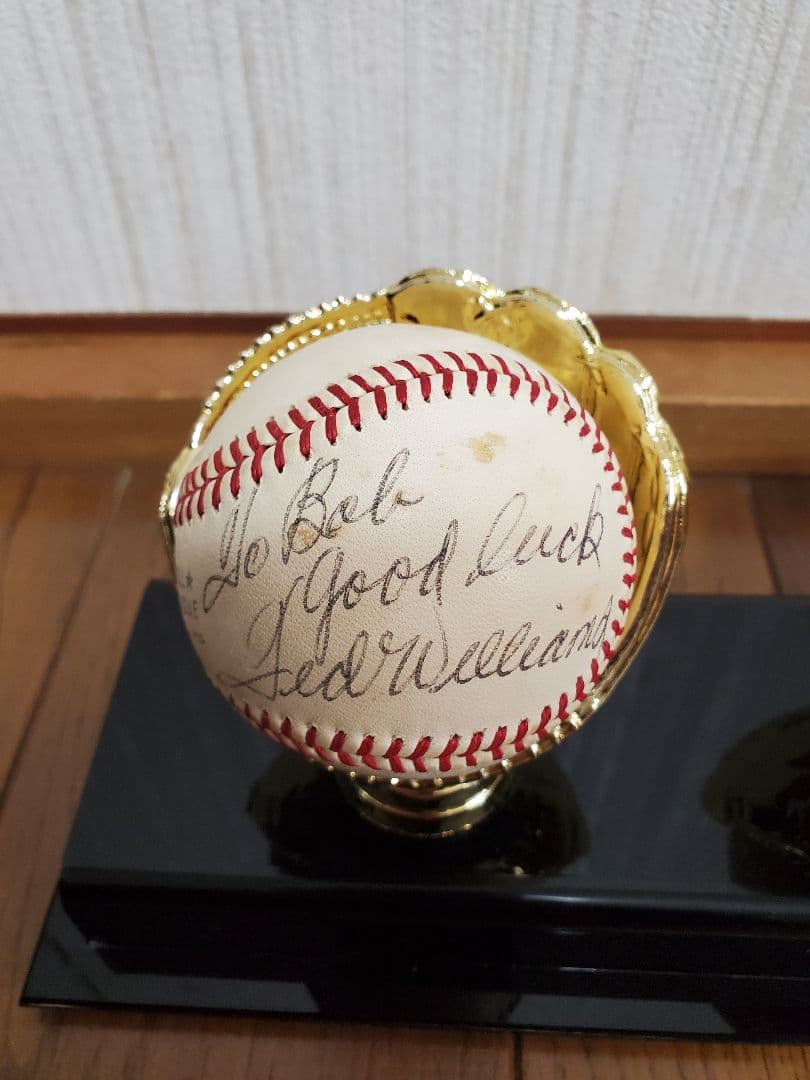 To Bob
good luck
Ted Williams